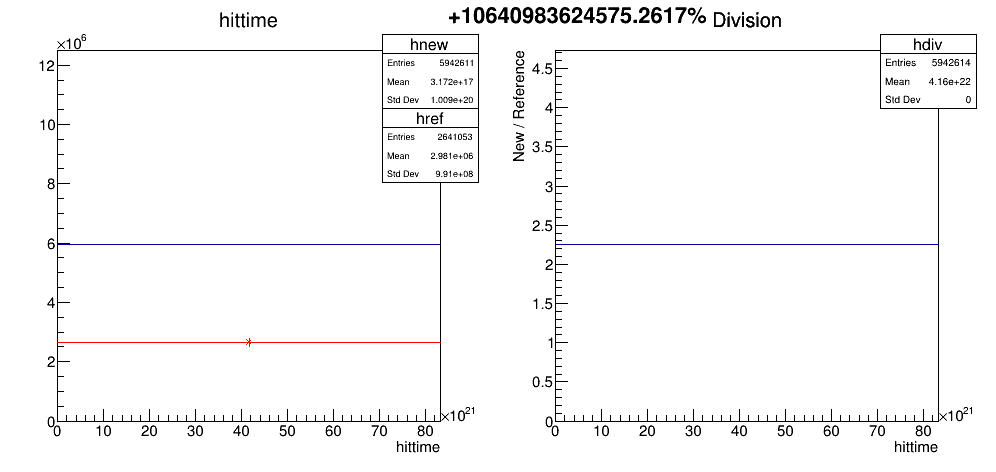 +10640983624575.2617%
hittime
Division
×10⁶
12
10
8
6
4
2
0
hnew
Entries 5942611
Mean 3.172e+17
Std Dev 1.009e+20
href
Entries 2641053
Mean 2.981e+06
Std Dev 9.91e+08
0 10 20 30 40 50 60 70 80
×10²¹
hittime
New / Reference
4.5
4
3.5
3
2.5
2
1.5
1
0.5
0
hdiv
Entries 5942614
Mean 4.16e+22
Std Dev 0
0 10 20 30 40 50 60 70 80
×10²¹
hittime